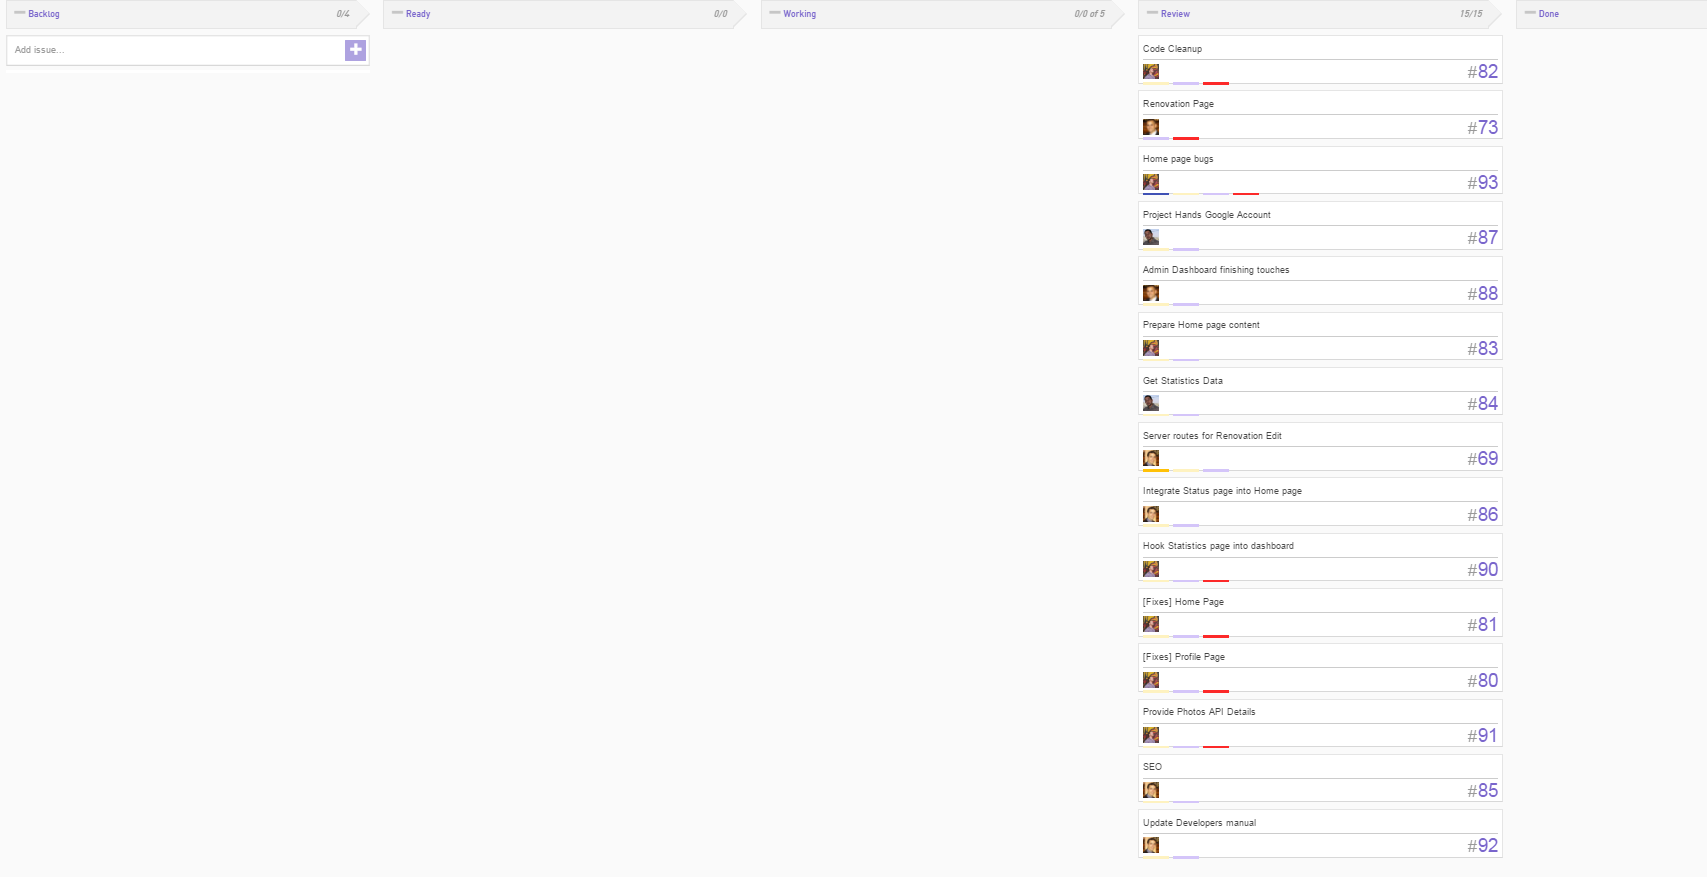 Backlog 0/4
Ready 0/0
Working 0/0 of 5
Review 15/15
Done
Add issue...
Code Cleanup
#82
Renovation Page
#73
Home page bugs
#93
Project Hands Google Account
#87
Admin Dashboard finishing touches
#88
Prepare Home page content
#83
Get Statistics Data
#84
Server routes for Renovation Edit
#69
Integrate Status page into Home page
#86
Hook Statistics page into dashboard
#90
[Fixes] Home Page
#81
[Fixes] Profile Page
#80
Provide Photos API Details
#91
SEO
#85
Update Developers manual
#92